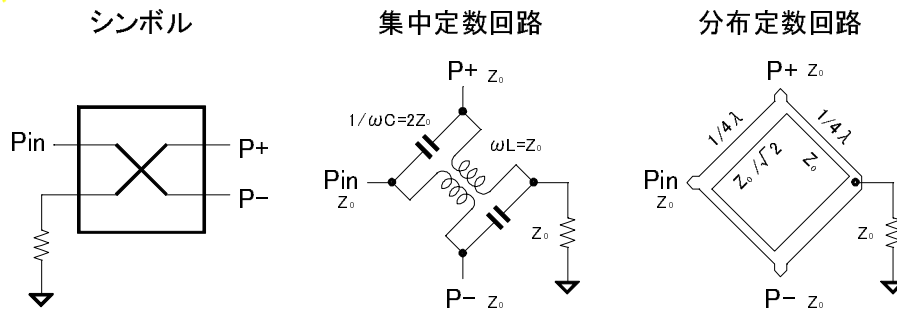 シンボル
Pin
P+
P-
集中定数回路
P+ Z₀
1/ωC=2Z₀
ωL=Z₀
Pin
Z₀
Z₀
P- Z₀
分布定数回路
P+ Z₀
1/4λ
1/4λ
Z₀/√2
Z₀
Pin
Z₀
Z₀
P- Z₀